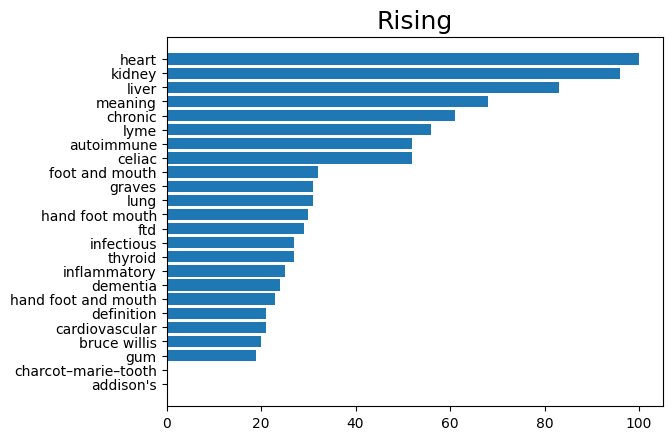 Rising
heart
kidney
liver
meaning
chronic
lyme
autoimmune
celiac
foot and mouth
graves
lung
hand foot mouth
ftd
infectious
thyroid
inflammatory
dementia
hand foot and mouth
definition
cardiovascular
bruce willis
gum
charcot–marie–tooth
addison's
0 20 40 60 80 100